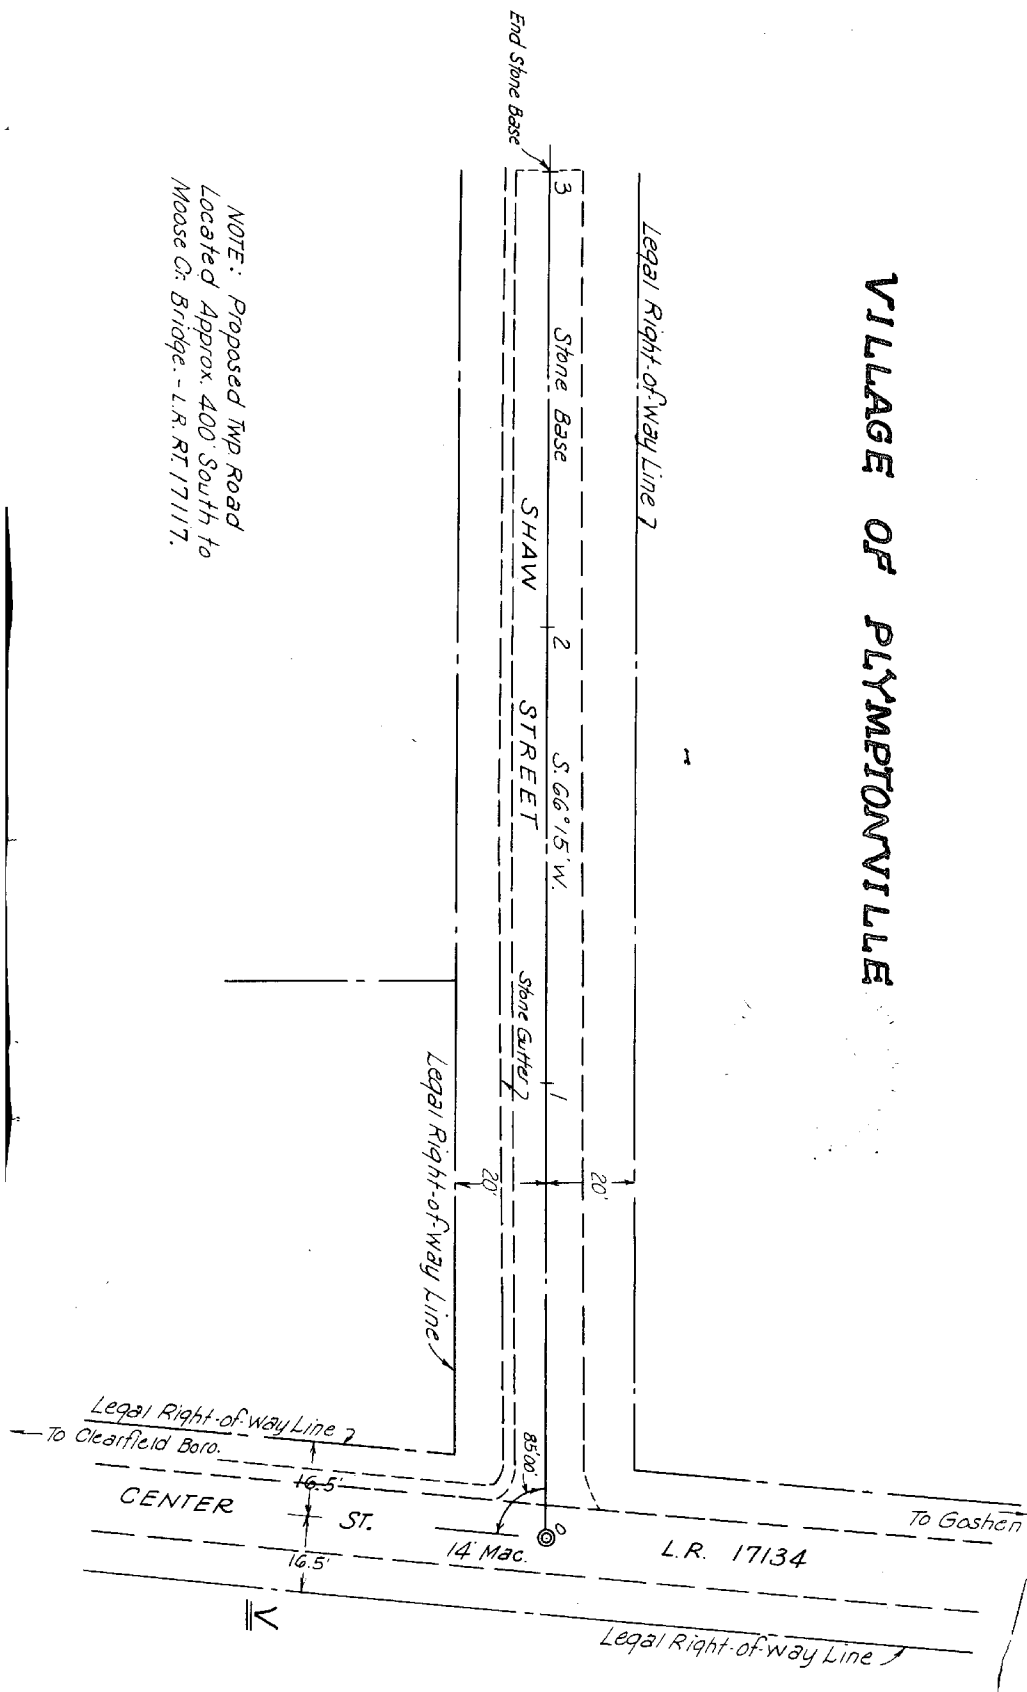 VILLAGE OF PLYMPTONVILLE
Legal Right-of-Way Line
End Stone Base
3
Stone Base
2
S. 66° 15' W.
1
SHAW STREET
Stone Gutter
20'
20'
Legal Right-of-Way Line
NOTE: Proposed Twp Road
Located Approx. 400' South to
Moose Cr. Bridge. - L.R. RT. 17117.
85°00'
0
Legal Right-of-Way Line
To Clearfield Boro.
16.5'
CENTER ST.
14' Mac.
L.R. 17134
To Goshen
16.5'
Legal Right-of-Way Line
V